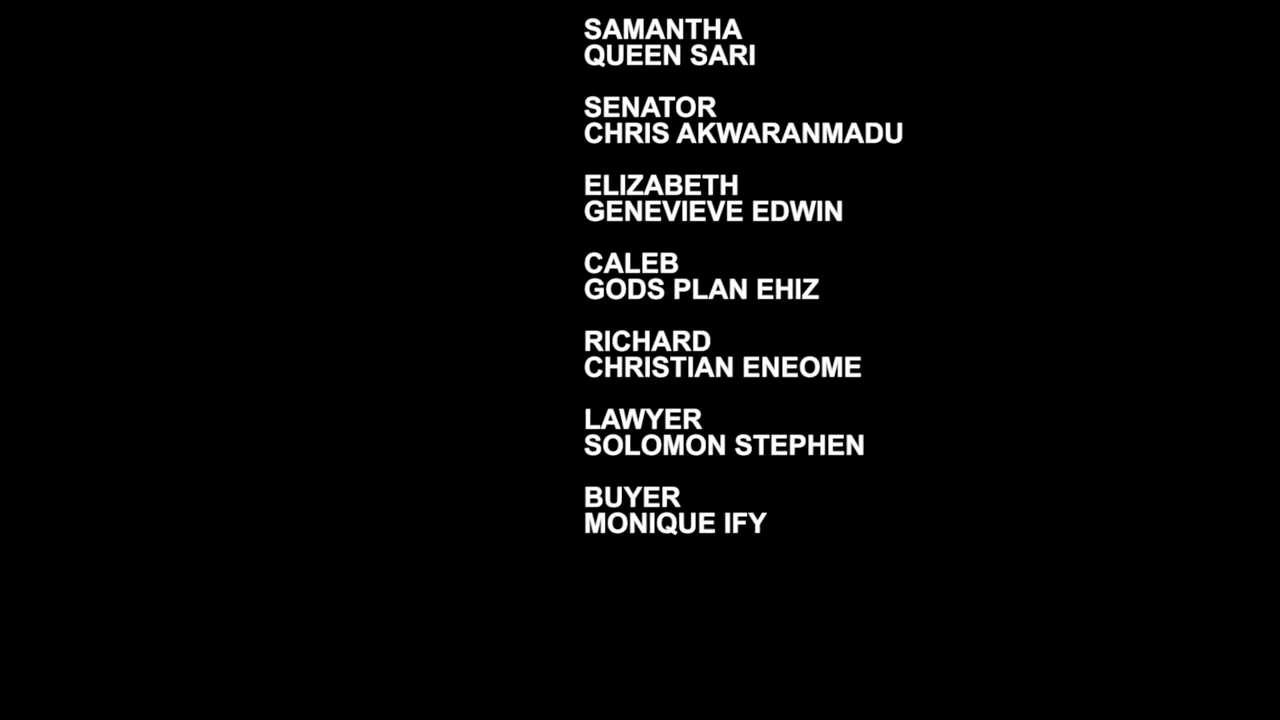 SAMANTHA
QUEEN SARI
SENATOR
CHRIS AKWARANMADU
ELIZABETH
GENEVIEVE EDWIN
CALEB
GODS PLAN EHIZ
RICHARD
CHRISTIAN ENEOME
LAWYER
SOLOMON STEPHEN
BUYER
MONIQUE IFY